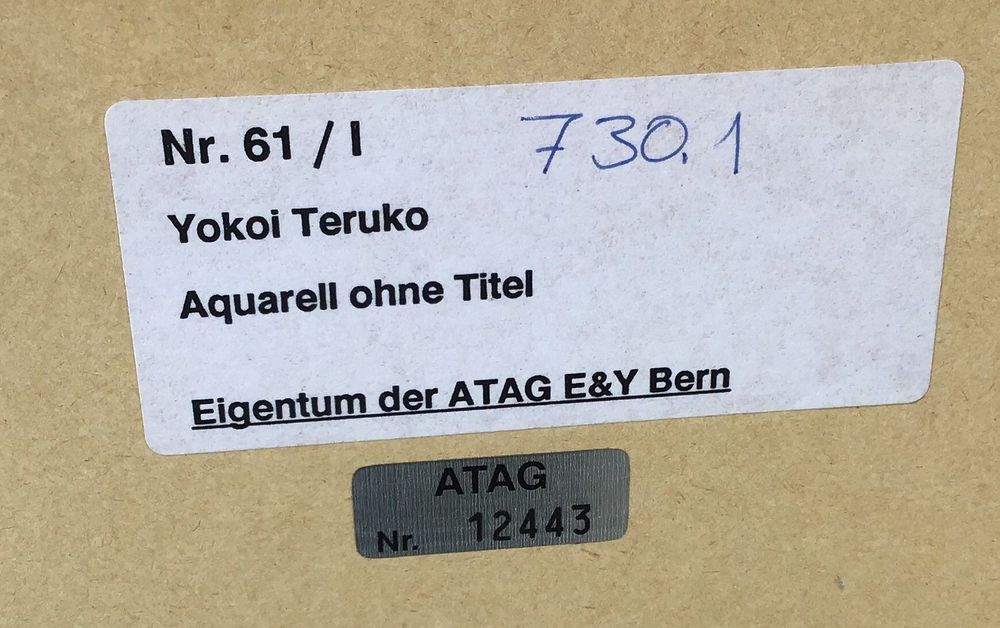 Nr. 61 / I 730.1
Yokoi Teruko
Aquarell ohne Titel
Eigentum der ATAG E&Y Bern
ATAG
Nr. 12443